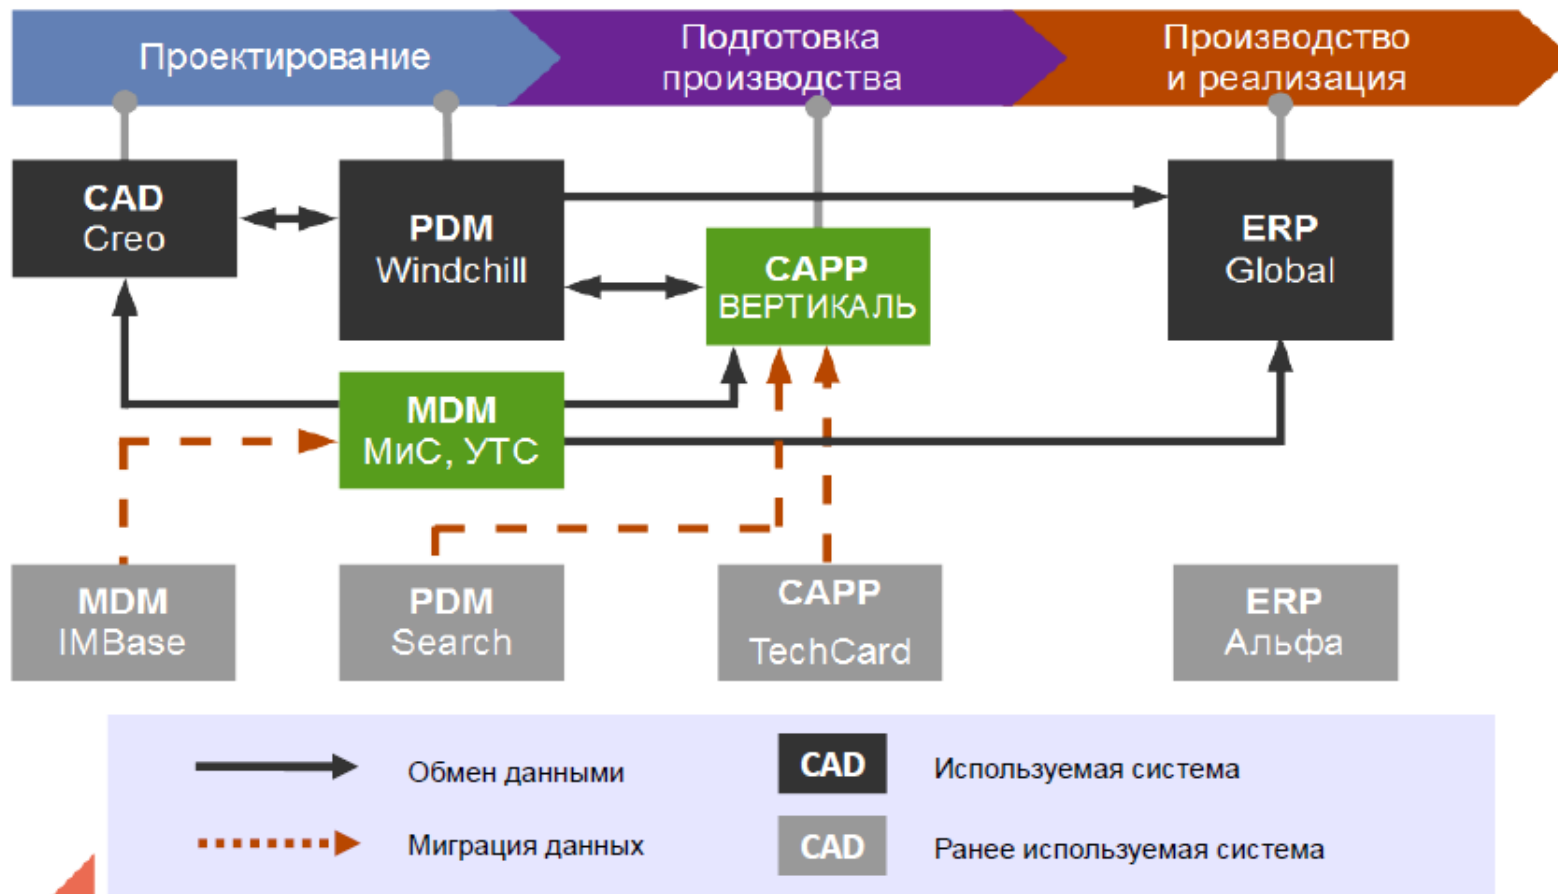 Проектирование
Подготовка
производства
Производство
и реализация
CAD
Creo
PDM
Windchill
CAPP
ВЕРТИКАЛЬ
ERP
Global
MDM
МиС, УТС
MDM
IMBase
PDM
Search
CAPP
TechCard
ERP
Альфа
Обмен данными
CAD
Используемая система
Миграция данных
CAD
Ранее используемая система